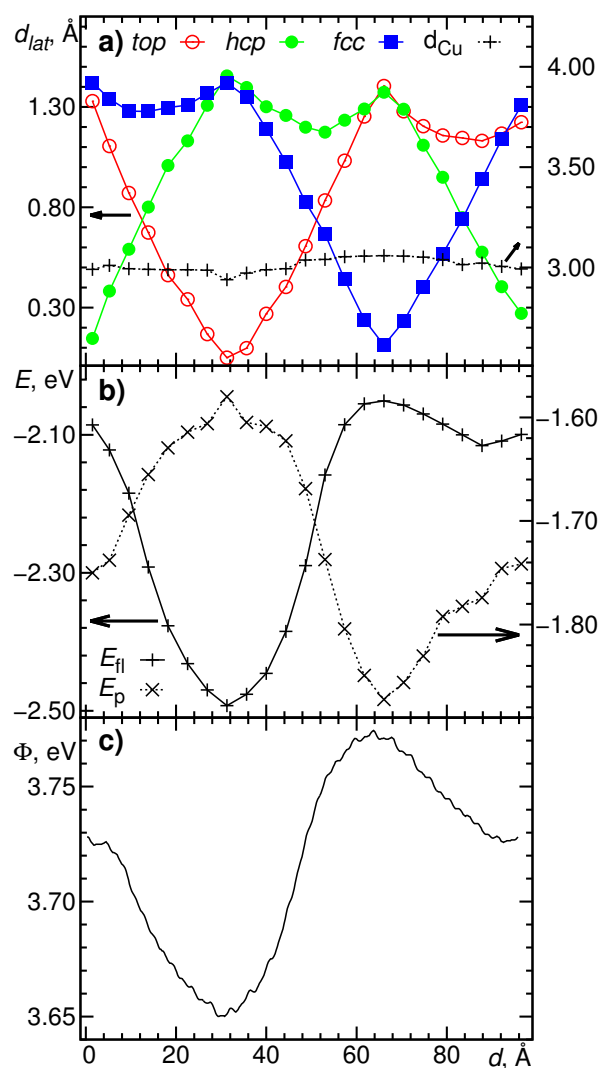 d_lat, Å a) top hcp fcc d_Cu 4.00
1.30
3.50
0.80
3.00
0.30
E, eV b) −1.60
−2.10
−1.70
−2.30
−1.80
E_fl
E_p
−2.50
Φ, eV c)
3.75
3.70
3.65
0 20 40 60 80 d, Å